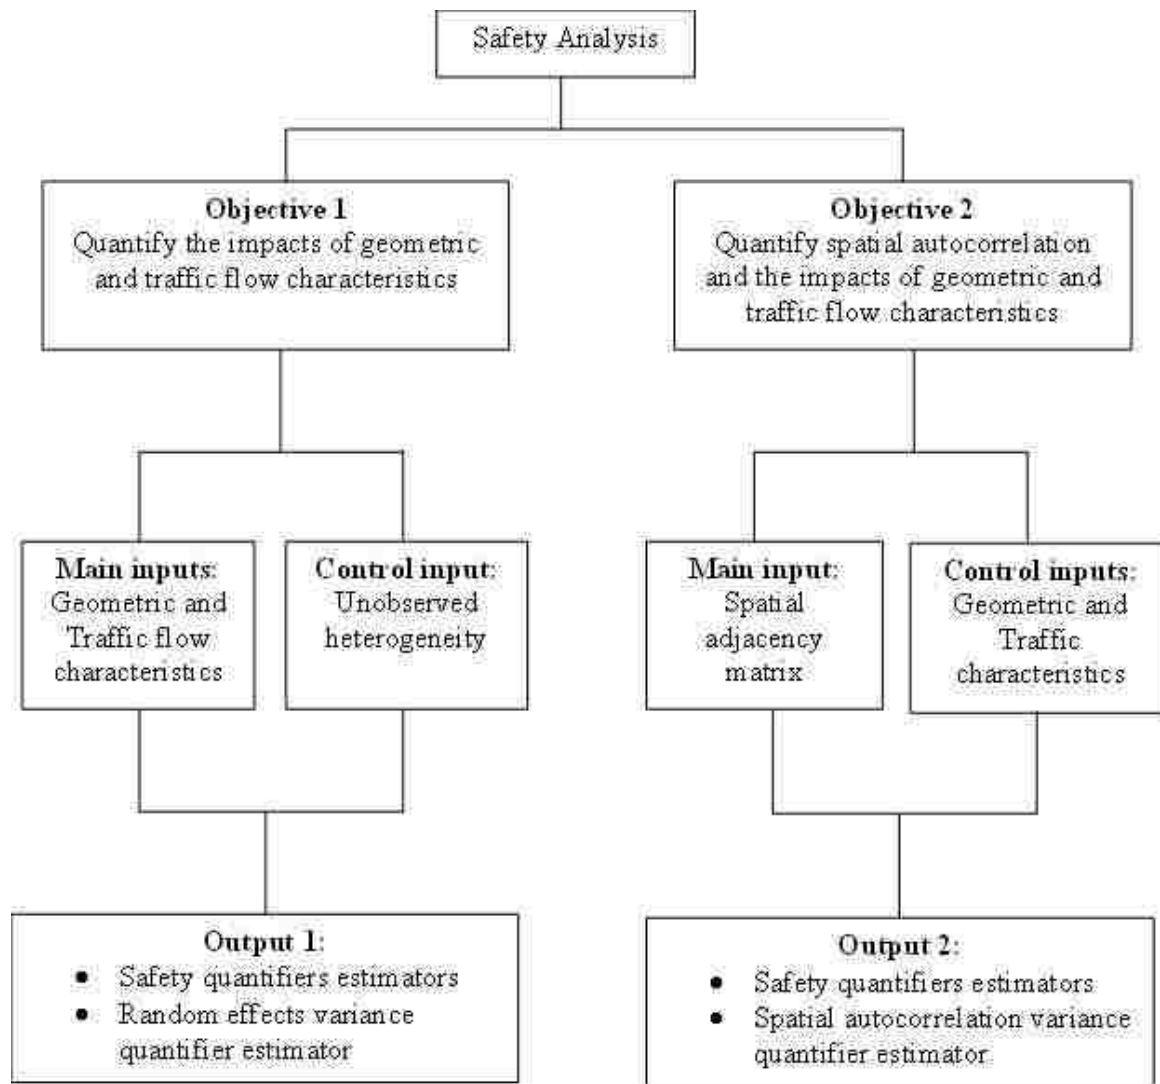 Safety Analysis
Objective 1
Quantify the impacts of geometric
and traffic flow characteristics
Objective 2
Quantify spatial autocorrelation
and the impacts of geometric and
traffic flow characteristics
Main inputs:
Geometric and
Traffic flow
characteristics
Control input:
Unobserved
heterogeneity
Main input:
Spatial
adjacency
matrix
Control inputs:
Geometric and
Traffic
characteristics
Output 1:
● Safety quantifiers estimators
● Random effects variance
quantifier estimator
Output 2:
● Safety quantifiers estimators
● Spatial autocorrelation variance
quantifier estimator